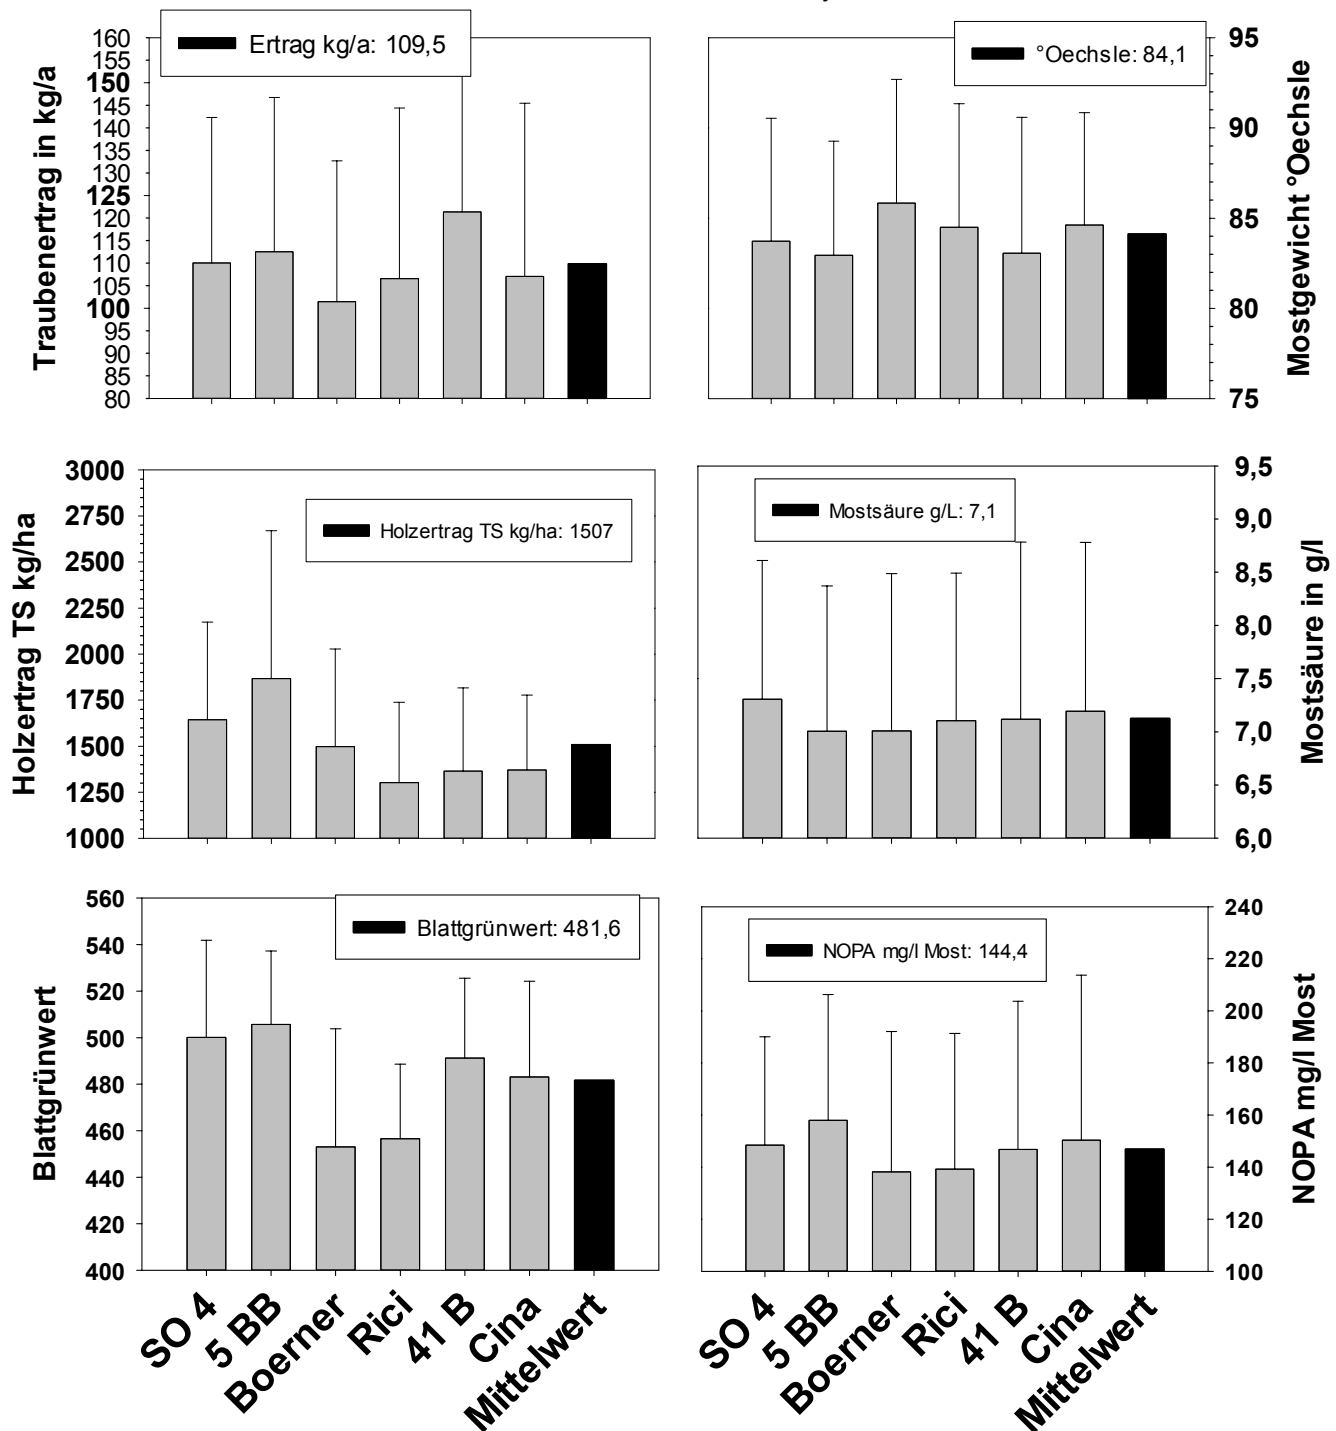 Ertrag kg/a: 109,5
Traubenertrag in kg/a
160
155
150
145
140
135
130
125
120
115
110
105
100
95
90
85
80
°Oechsle: 84,1
95
90
85
80
75
Mostgewicht °Oechsle
Holzertrag TS kg/ha
3000
2750
2500
2250
2000
1750
1500
1250
1000
Holzertrag TS kg/ha: 1507
Mostsäure g/L: 7,1
9,5
9,0
8,5
8,0
7,5
7,0
6,5
6,0
Mostsäure in g/l
Blattgrünwert
560
540
520
500
480
460
440
420
400
Blattgrünwert: 481,6
NOPA mg/l Most: 144,4
240
220
200
180
160
140
120
100
NOPA mg/l Most
SO 4
5 BB
Boerner
Rici
41 B
Cina
Mittelwert
SO 4
5 BB
Boerner
Rici
41 B
Cina
Mittelwert